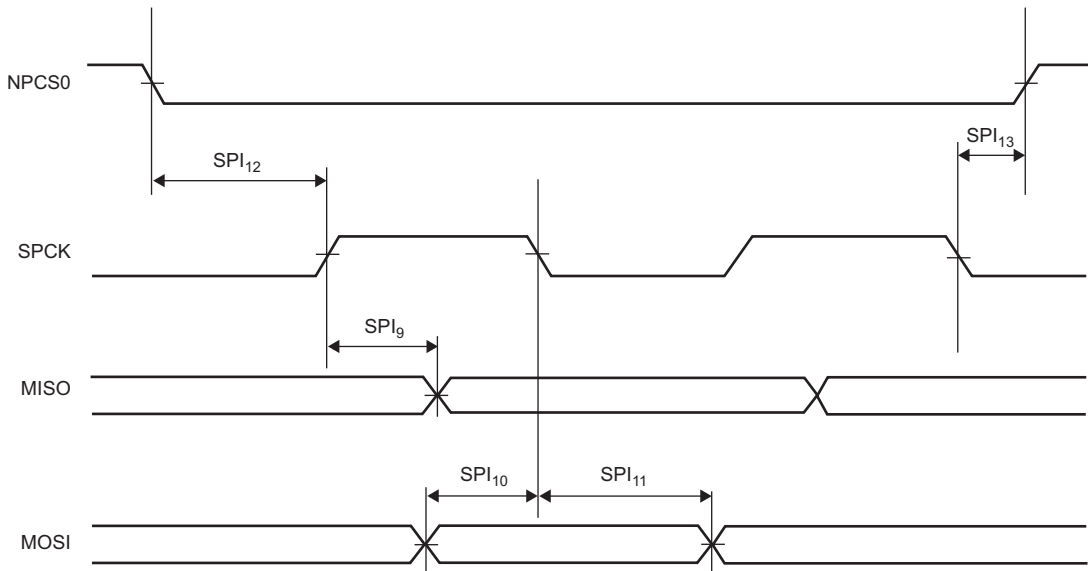 NPCS0
SPI₁₂
SPI₁₃
SPCK
SPI₉
MISO
SPI₁₀
SPI₁₁
MOSI